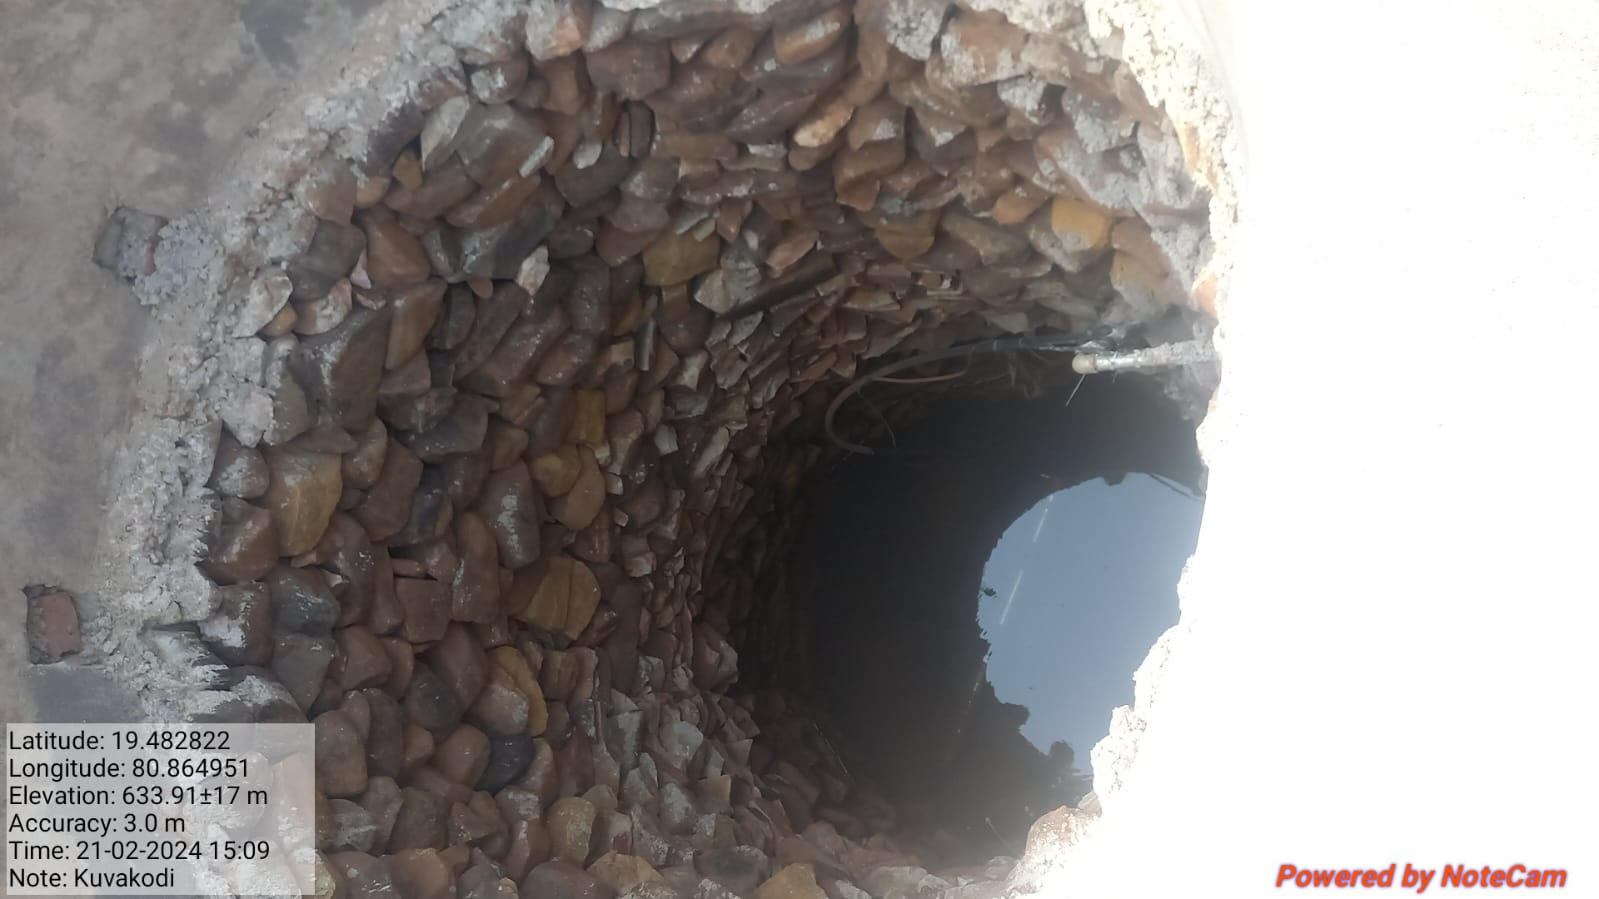 Latitude: 19.482822
Longitude: 80.864951
Elevation: 633.91±17 m
Accuracy: 3.0 m
Time: 21-02-2024 15:09
Note: Kuvakodi
Powered by NoteCam